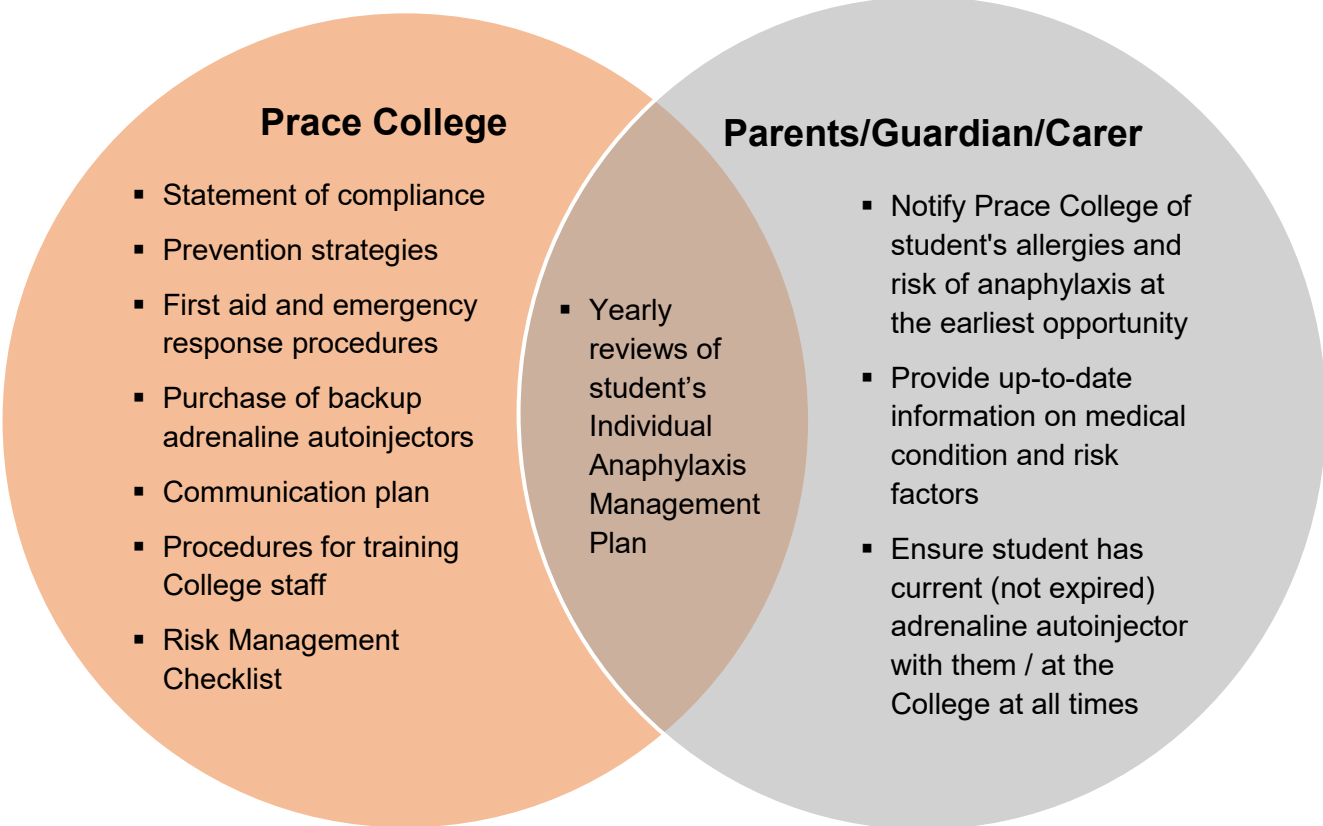 Prace College
▪ Statement of compliance
▪ Prevention strategies
▪ First aid and emergency
response procedures
▪ Purchase of backup
adrenaline autoinjectors
▪ Communication plan
▪ Procedures for training
College staff
▪ Risk Management
Checklist
▪ Yearly
reviews of
student’s
Individual
Anaphylaxis
Management
Plan
Parents/Guardian/Carer
▪ Notify Prace College of
student's allergies and
risk of anaphylaxis at
the earliest opportunity
▪ Provide up-to-date
information on medical
condition and risk
factors
▪ Ensure student has
current (not expired)
adrenaline autoinjector
with them / at the
College at all times